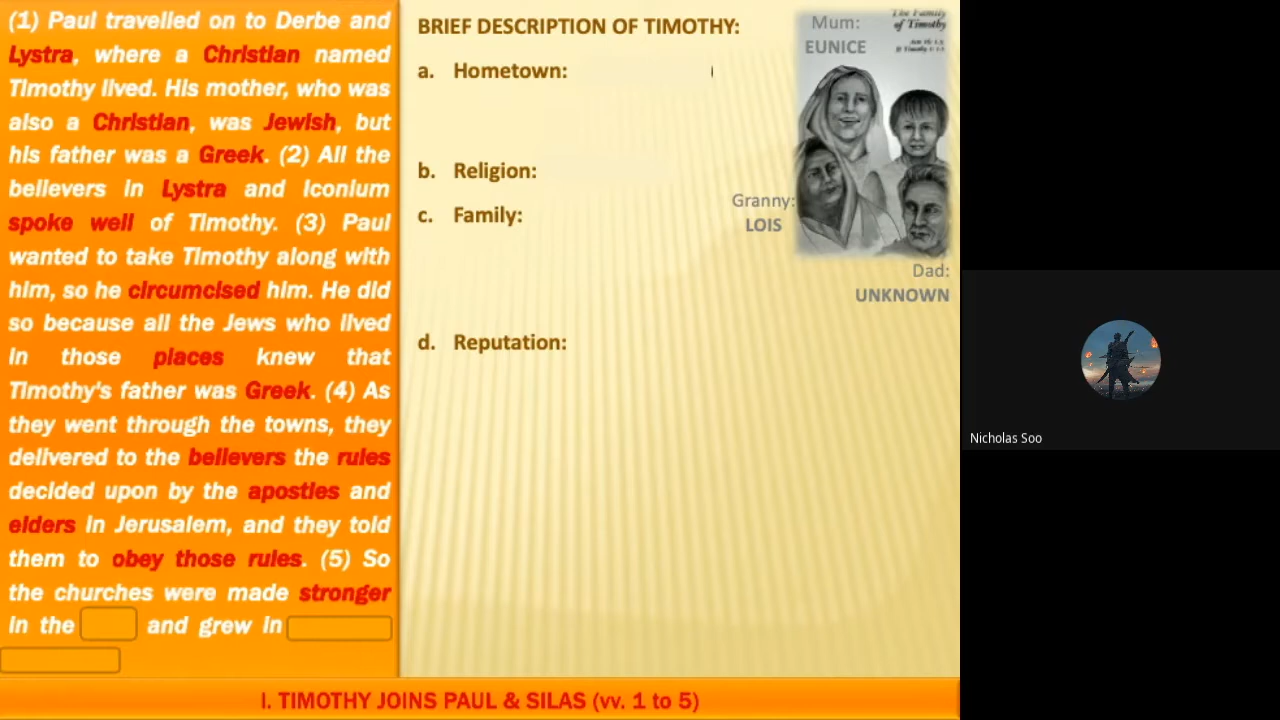 (1) Paul travelled on to Derbe and
Lystra, where a Christian named
Timothy lived. His mother, who was
also a Christian, was Jewish, but
his father was a Greek. (2) All the
believers in Lystra and Iconium
spoke well of Timothy. (3) Paul
wanted to take Timothy along with
him, so he circumcised him. He did
so because all the Jews who lived
in those places knew that
Timothy's father was Greek. (4) As
they went through the towns, they
delivered to the believers the rules
decided upon by the apostles and
elders in Jerusalem, and they told
them to obey those rules. (5) So
the churches were made stronger
in the and grew in
BRIEF DESCRIPTION OF TIMOTHY:
a. Hometown:
b. Religion:
c. Family:
d. Reputation:
Mum:
EUNICE
The Family
of Timothy
Granny:
LOIS
Dad:
UNKNOWN
I. TIMOTHY JOINS PAUL & SILAS (vv. 1 to 5)
Nicholas Soo